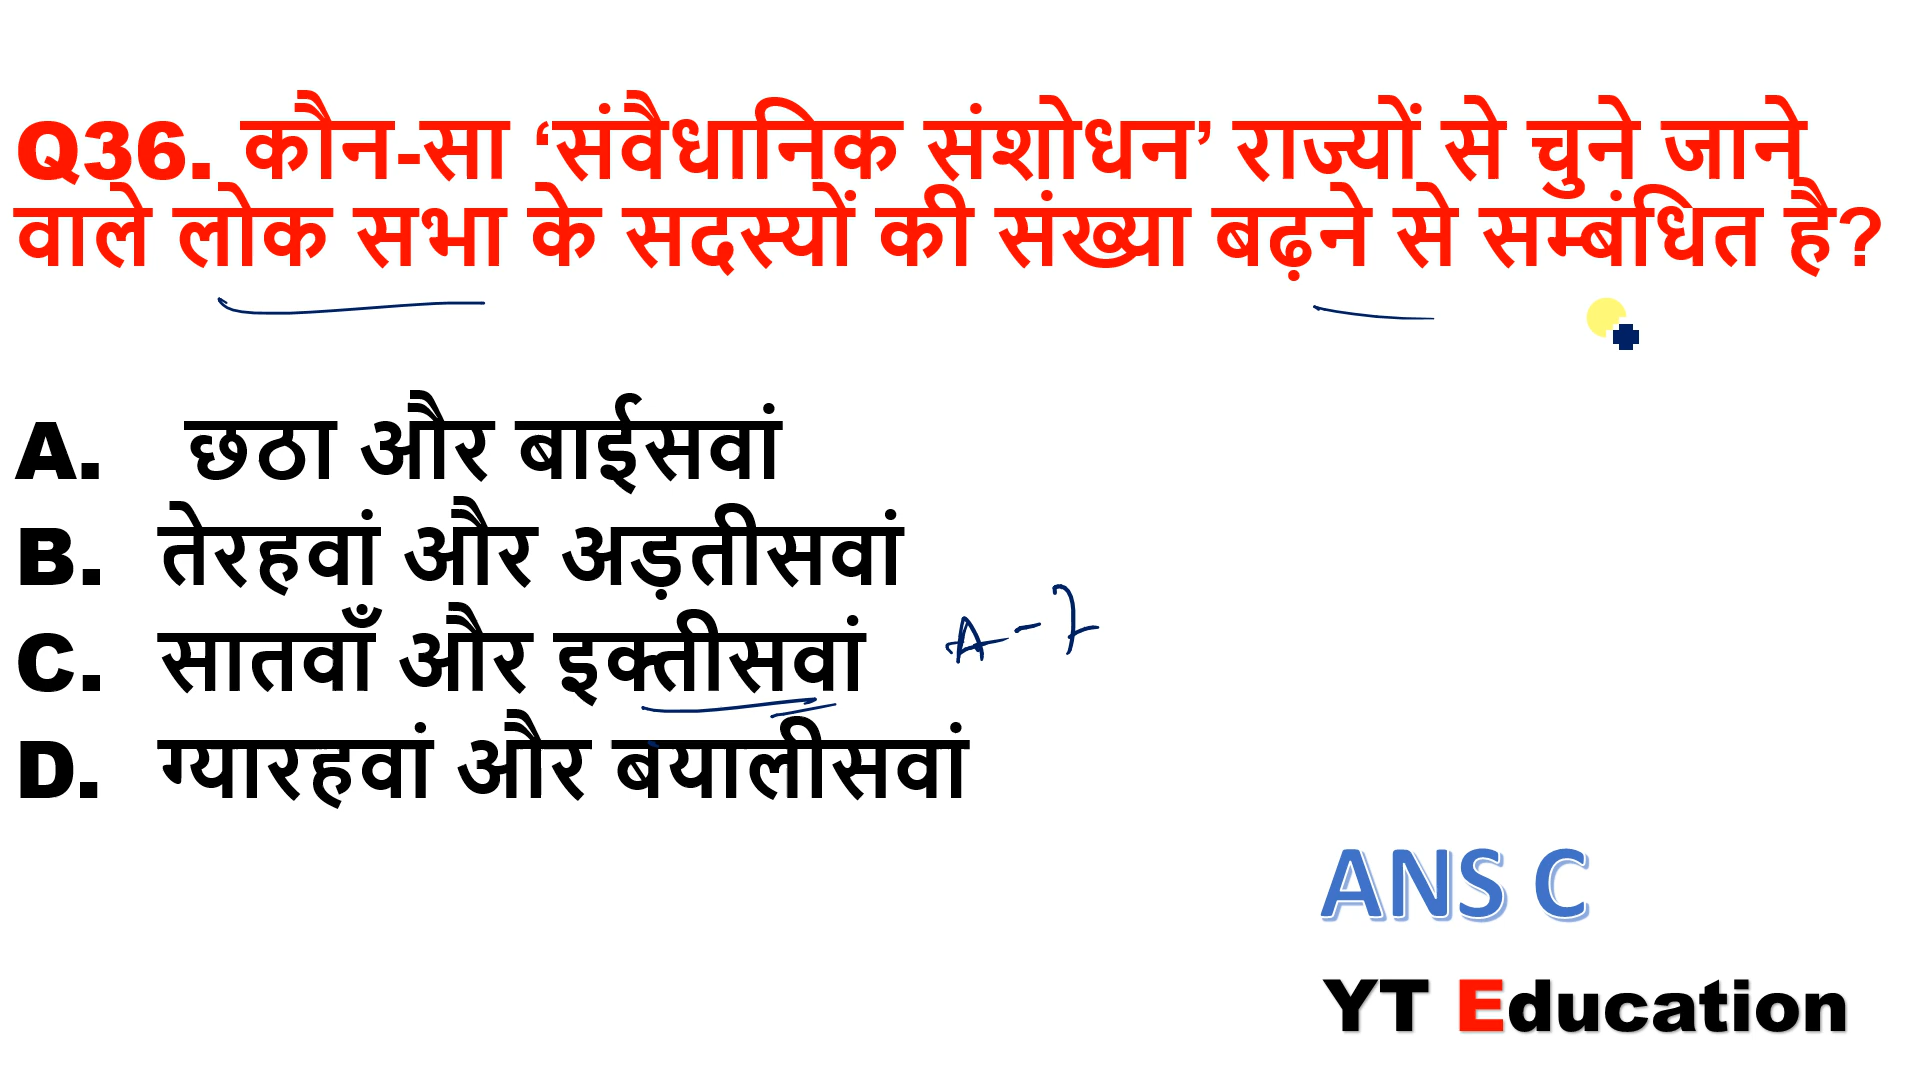 Q36. कौन-सा ‘संवैधानिक संशोधन’ राज्यों से चुने जाने
वाले लोक सभा के सदस्यों की संख्या बढ़ने से सम्बंधित है?
A. छठा और बाईसवां
B. तेरहवां और अड़तीसवां
C. सातवाँ और इक्तीसवां
D. ग्यारहवां और बयालीसवां
ANS C
YT Education